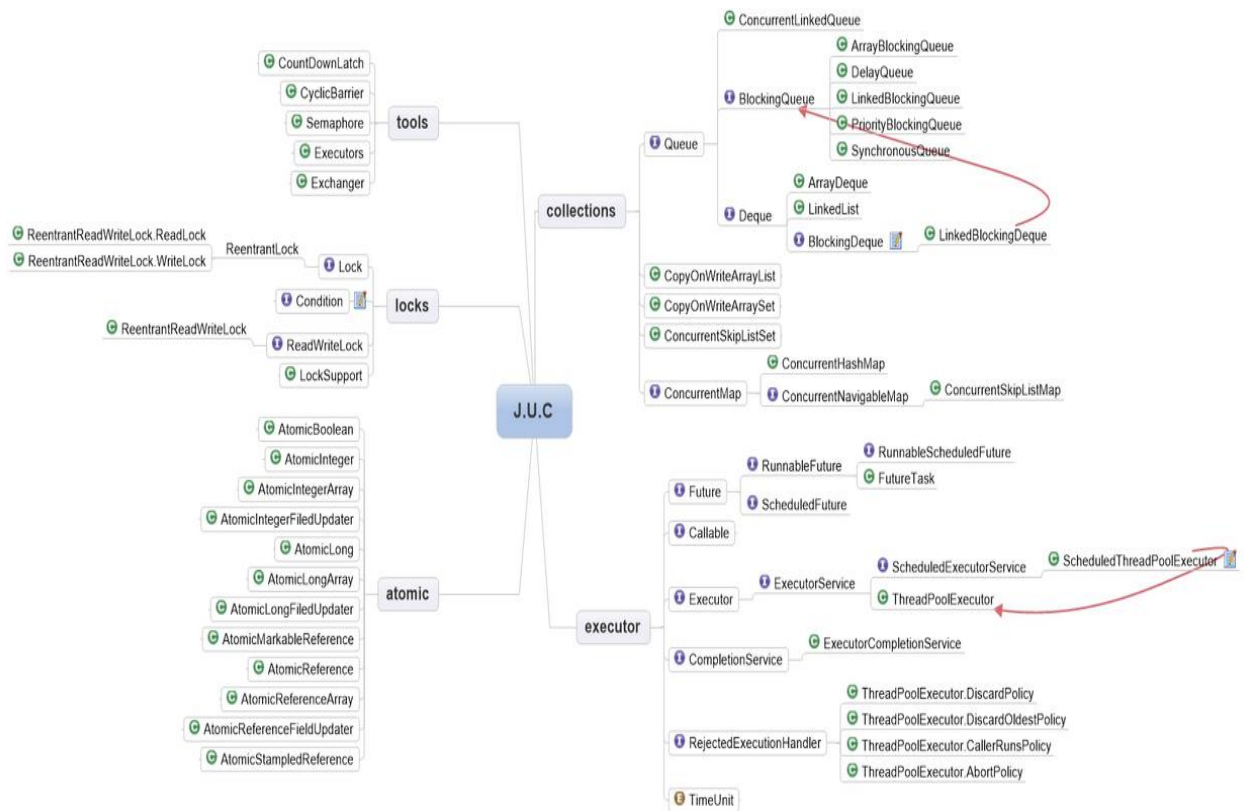 J.U.C
tools
CountDownLatch
CyclicBarrier
Semaphore
Executors
Exchanger
locks
Lock
ReentrantLock
ReentrantReadWriteLock.ReadLock
ReentrantReadWriteLock.WriteLock
Condition
ReadWriteLock
ReentrantReadWriteLock
LockSupport
atomic
AtomicBoolean
AtomicInteger
AtomicIntegerArray
AtomicIntegerFiledUpdater
AtomicLong
AtomicLongArray
AtomicLongFiledUpdater
AtomicMarkableReference
AtomicReference
AtomicReferenceArray
AtomicReferenceFieldUpdater
AtomicStampedReference
collections
Queue
ConcurrentLinkedQueue
BlockingQueue
ArrayBlockingQueue
DelayQueue
LinkedBlockingQueue
PriorityBlockingQueue
SynchronousQueue
Deque
ArrayDeque
LinkedList
BlockingDeque
LinkedBlockingDeque
CopyOnWriteArrayList
CopyOnWriteArraySet
ConcurrentSkipListSet
ConcurrentMap
ConcurrentHashMap
ConcurrentNavigableMap
ConcurrentSkipListMap
executor
Future
RunnableFuture
RunnableScheduledFuture
FutureTask
ScheduledFuture
Callable
Executor
ExecutorService
ScheduledExecutorService
ScheduledThreadPoolExecutor
ThreadPoolExecutor
CompletionService
ExecutorCompletionService
RejectedExecutionHandler
ThreadPoolExecutor.DiscardPolicy
ThreadPoolExecutor.DiscardOldestPolicy
ThreadPoolExecutor.CallerRunsPolicy
ThreadPoolExecutor.AbortPolicy
TimeUnit